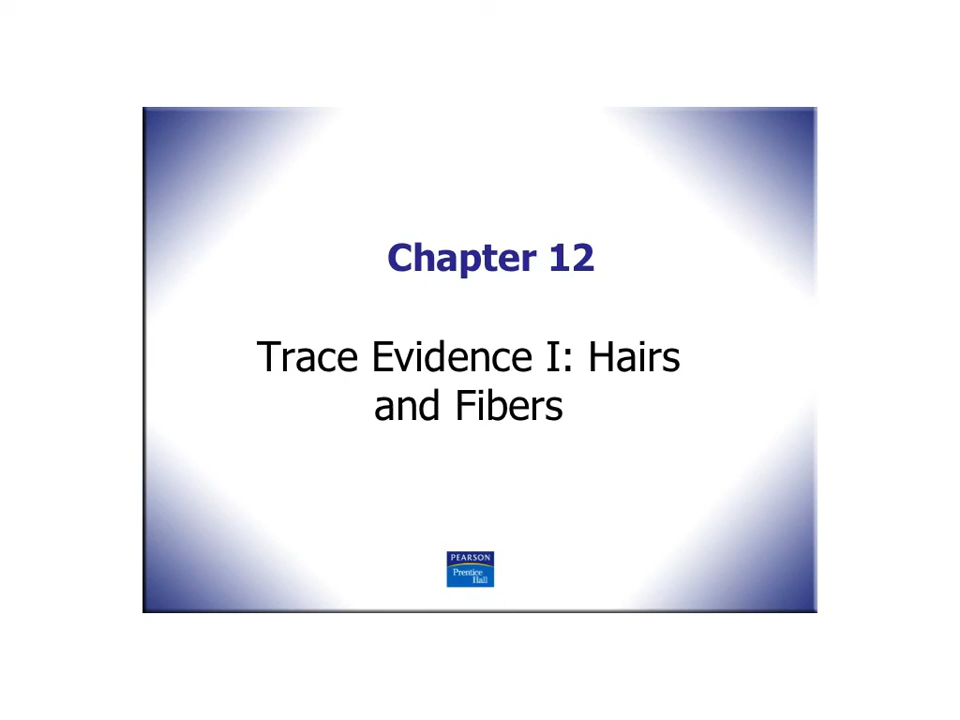 Chapter 12
Trace Evidence I: Hairs
and Fibers
PEARSON
Prentice
Hall